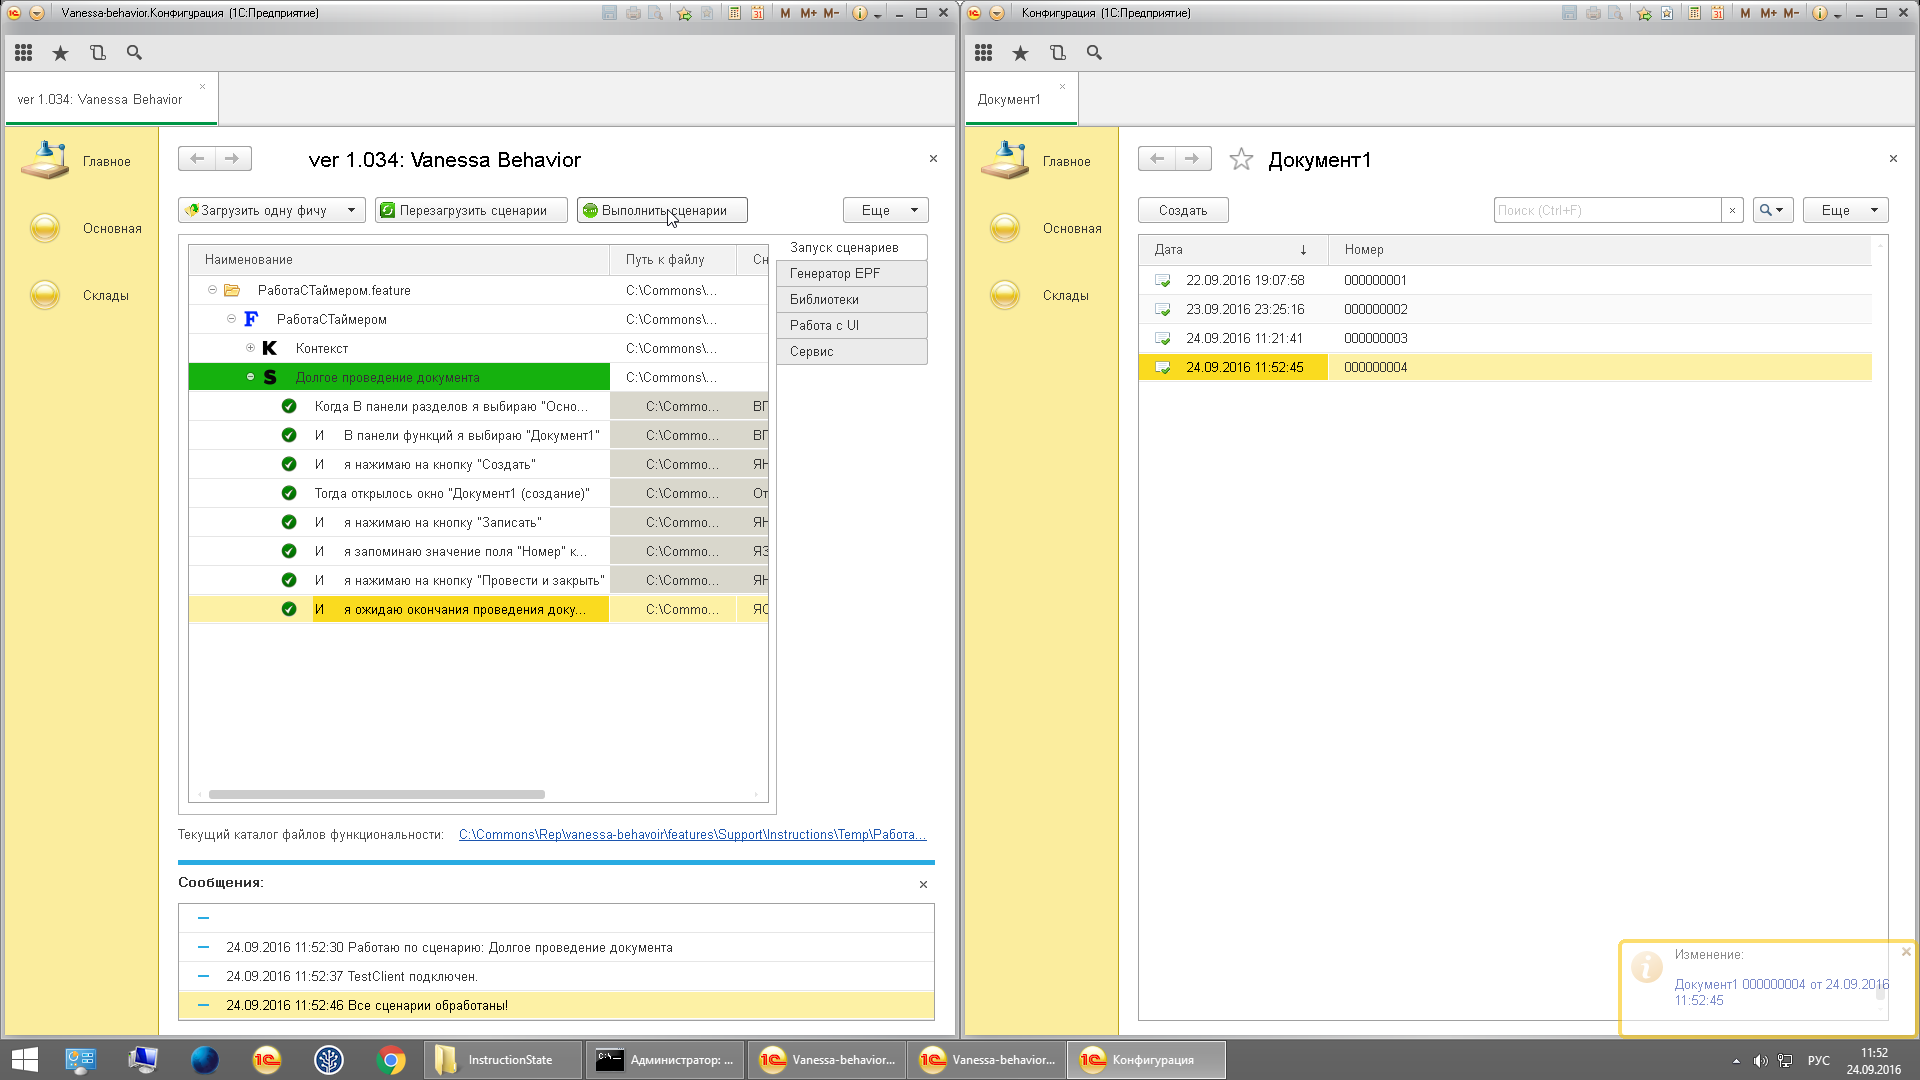 Vanessa-behavior.Конфигурация (1С:Предприятие)
M M+ M-
ver 1.034: Vanessa Behavior
Главное
Основная
Склады
ver 1.034: Vanessa Behavior
Загрузить одну фичу
Перезагрузить сценарии
Выполнить сценарии
Еще
Наименование Путь к файлу Сн
РаботаСТаймером.feature C:\Commons\...
РаботаСТаймером C:\Commons\...
Контекст C:\Commons\...
Долгое проведение документа C:\Commons\...
Когда В панели разделов я выбираю "Осно... C:\Commo... ВГ
И В панели функций я выбираю "Документ1" C:\Commo... ВГ
И я нажимаю на кнопку "Создать" C:\Commo... ЯН
Тогда открылось окно "Документ1 (создание)" C:\Commo... От
И я нажимаю на кнопку "Записать" C:\Commo... ЯН
И я запоминаю значение поля "Номер" к... C:\Commo... ЯЗ
И я нажимаю на кнопку "Провести и закрыть" C:\Commo... ЯН
И я ожидаю окончания проведения доку... C:\Commo... ЯО
Запуск сценариев
Генератор EPF
Библиотеки
Работа с UI
Сервис
Текущий каталог файлов функциональности: C:\Commons\Rep\vanessa-behavoir\features\Support\Instructions\Temp\Работа...
Сообщения:
24.09.2016 11:52:30 Работаю по сценарию: Долгое проведение документа
24.09.2016 11:52:37 TestClient подключен.
24.09.2016 11:52:46 Все сценарии обработаны!
Конфигурация (1С:Предприятие)
M M+ M-
Документ1
Главное
Основная
Склады
Документ1
Создать
Поиск (Ctrl+F)
Еще
Дата Номер
22.09.2016 19:07:58 000000001
23.09.2016 23:25:16 000000002
24.09.2016 11:21:41 000000003
24.09.2016 11:52:45 000000004
Изменение:
Документ1 000000004 от 24.09.2016
11:52:45
InstructionState
Администратор: ...
Vanessa-behavior...
Vanessa-behavior...
Конфигурация
РУС
11:52
24.09.2016